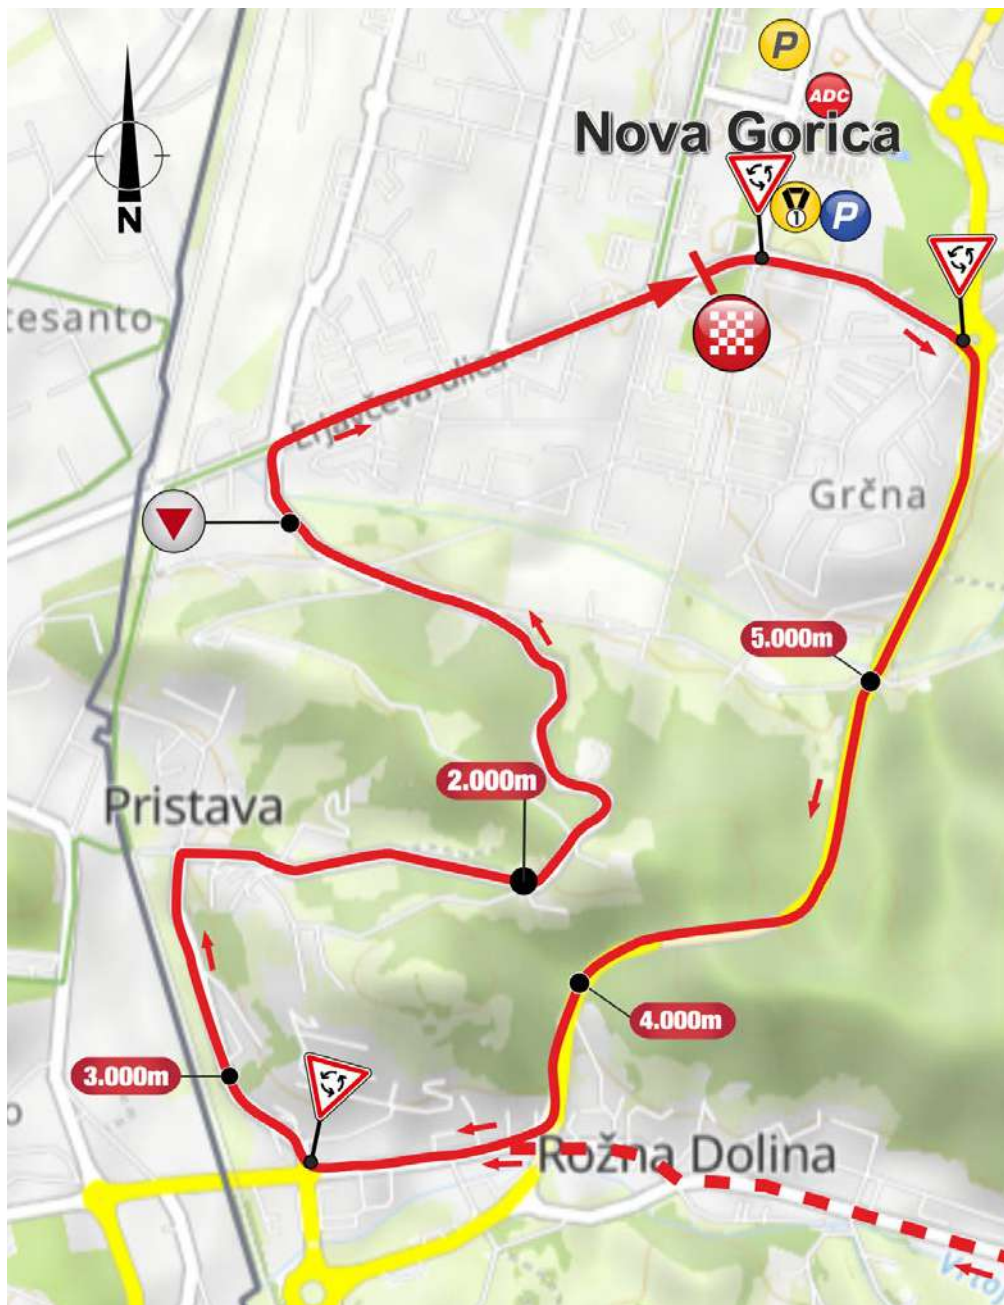 P
ADC
Nova Gorica
1
P
N
tesanto
Erjavčeva ulica
Grčna
5.000m
2.000m
Pristava
4.000m
3.000m
o
Rožna Dolina